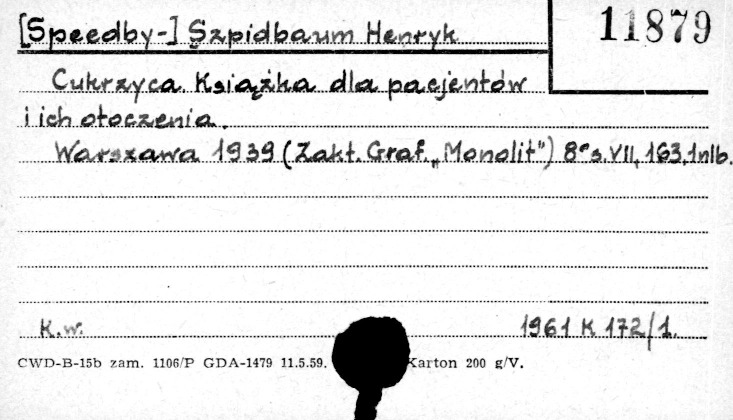 [Speedby-] Szpidbaum Henryk
11879
Cukrzyca. Książka dla pacjentów
i ich otoczenia.
Warszawa 1939 (Zakt. Graf. „Monolit") 8° s. VII, 163, 1 nlb.
K.w.
1961 K 172/1.
CWD-B-15b zam. 1106/P GDA-1479 11.5.59. Karton 200 g/V.